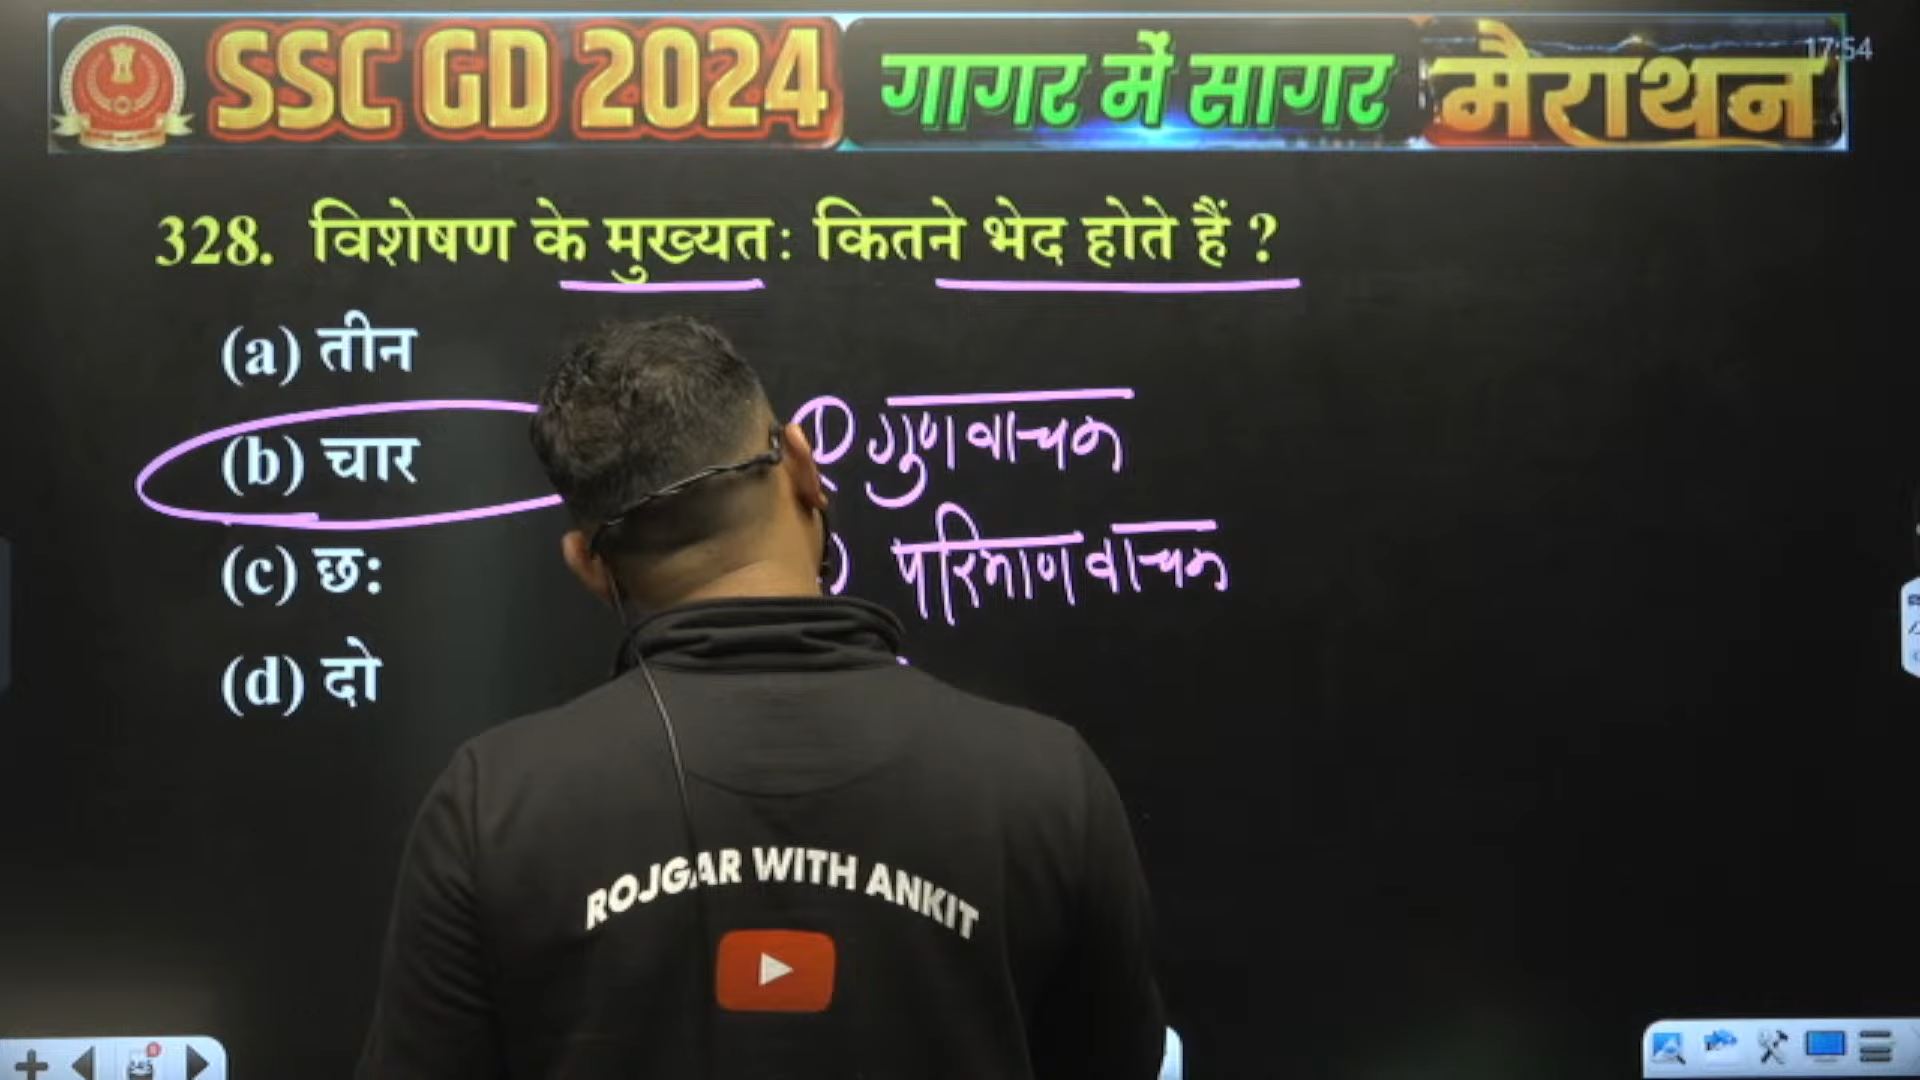 SSC GD 2024 गागर में सागर मैराथन
17:54
328. विशेषण के मुख्यतः कितने भेद होते हैं ?
(a) तीन
(b) चार
① गुणवाचक
(c) छः
) परिमाणवाचक
(d) दो
ROJGAR WITH ANKIT